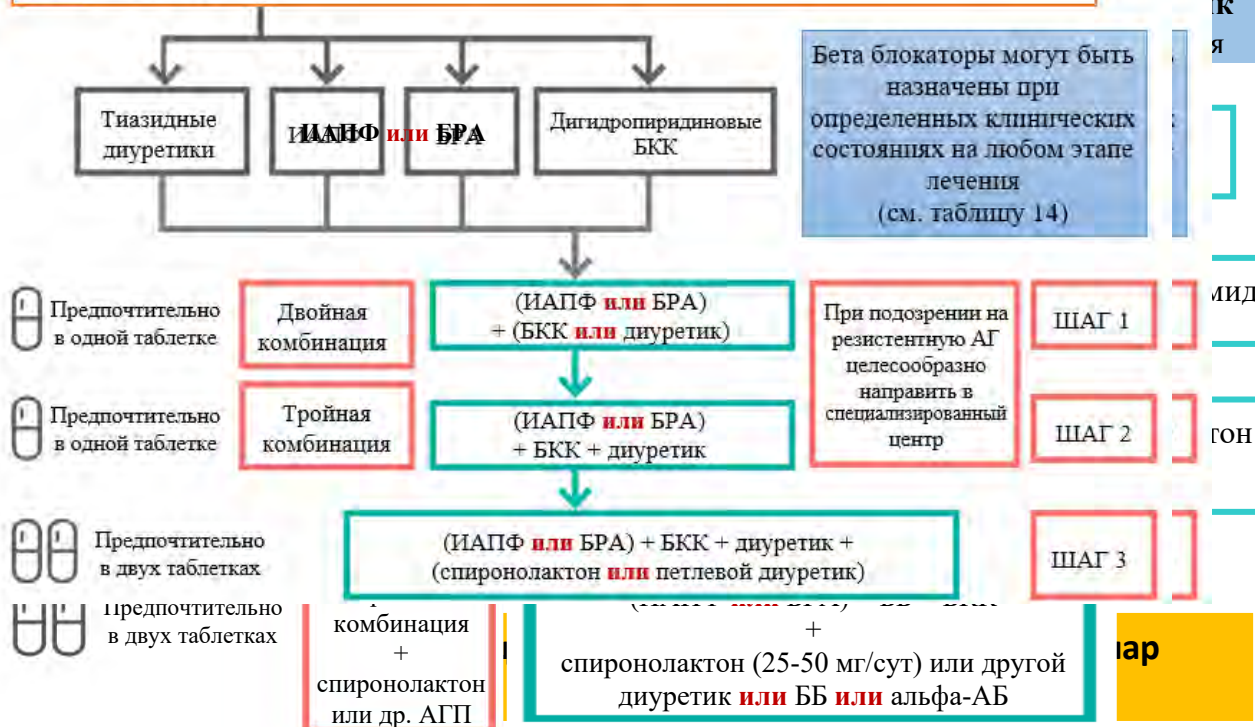 Тиазидные
диуретики
ИАПФ или БРА
Дигидропиридиновые
БКК
Бета блокаторы могут быть
назначены при
определенных клинических
состояниях на любом этапе
лечения
(см. таблицу 14)
Предпочтительно
в одной таблетке
Двойная
комбинация
(ИАПФ или БРА)
+ (БКК или диуретик)
При подозрении на
резистентную АГ
целесообразно
направить в
специализированный
центр
ШАГ 1
Предпочтительно
в одной таблетке
Тройная
комбинация
(ИАПФ или БРА)
+ БКК + диуретик
ШАГ 2
Предпочтительно
в двух таблетках
(ИАПФ или БРА) + БКК + диуретик +
(спиронолактон или петлевой диуретик)
ШАГ 3
Предпочтительно
в двух таблетках
комбинация
+
спиронолактон
или др. АГП
+
спиронолактон (25-50 мг/сут) или другой
диуретик или ББ или альфа-АБ
мид
тон